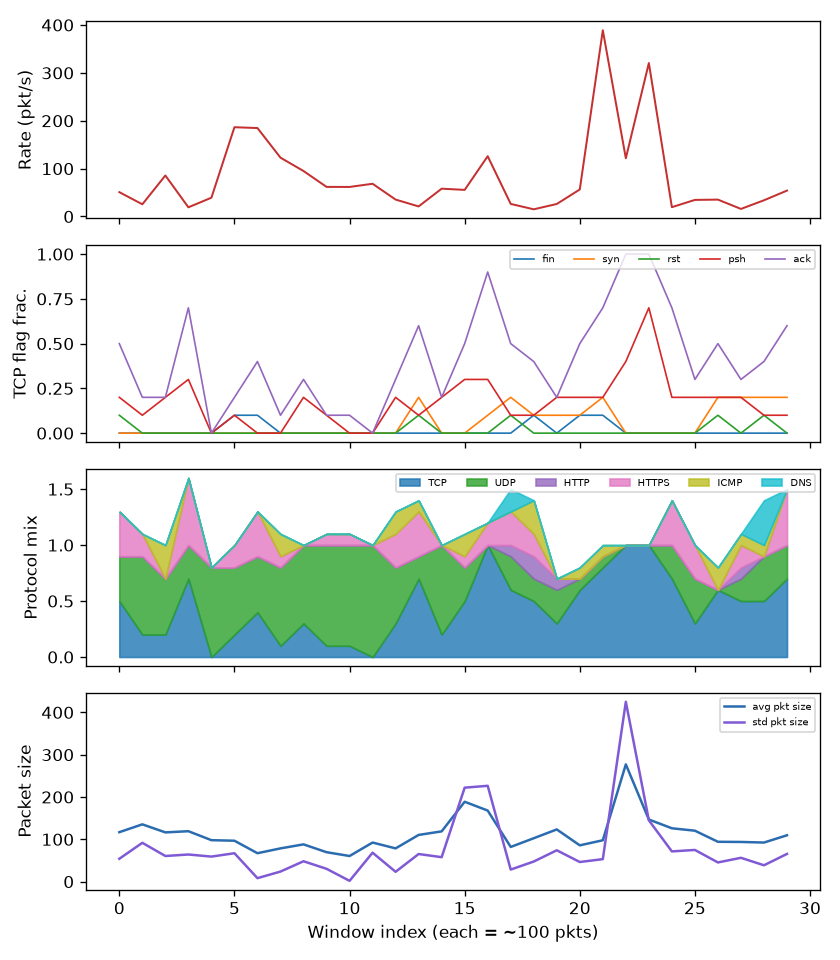 400
300
200
100
0
Rate (pkt/s)
fin syn rst psh ack
1.00
0.75
0.50
0.25
0.00
TCP flag frac.
TCP UDP HTTP HTTPS ICMP DNS
1.5
1.0
0.5
0.0
Protocol mix
avg pkt size
std pkt size
400
300
200
100
0
Packet size
0 5 10 15 20 25 30
Window index (each = ~100 pkts)